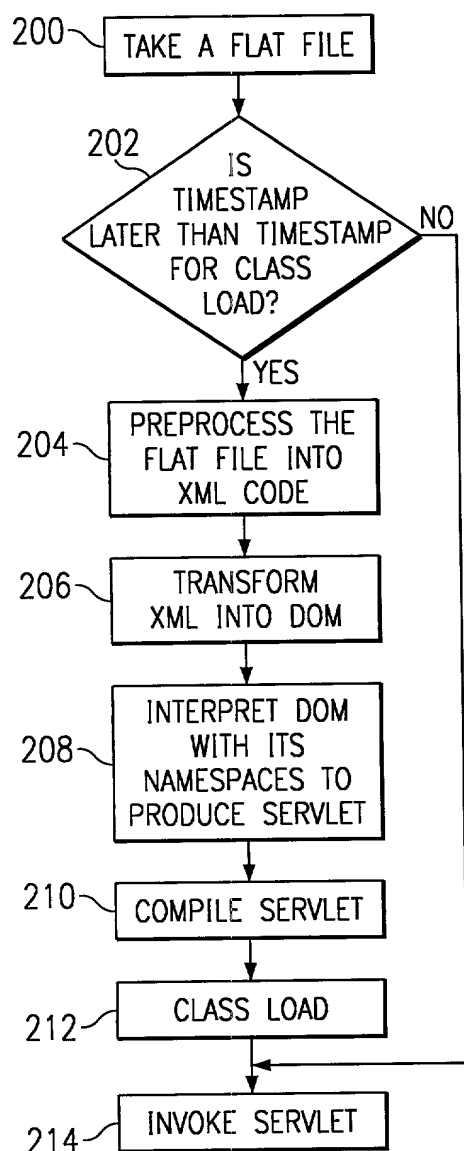 200
TAKE A FLAT FILE
202
IS
TIMESTAMP
LATER THAN TIMESTAMP
FOR CLASS
LOAD?
NO
YES
204
PREPROCESS THE
FLAT FILE INTO
XML CODE
206
TRANSFORM
XML INTO DOM
208
INTERPRET DOM
WITH ITS
NAMESPACES TO
PRODUCE SERVLET
210
COMPILE SERVLET
212
CLASS LOAD
214
INVOKE SERVLET